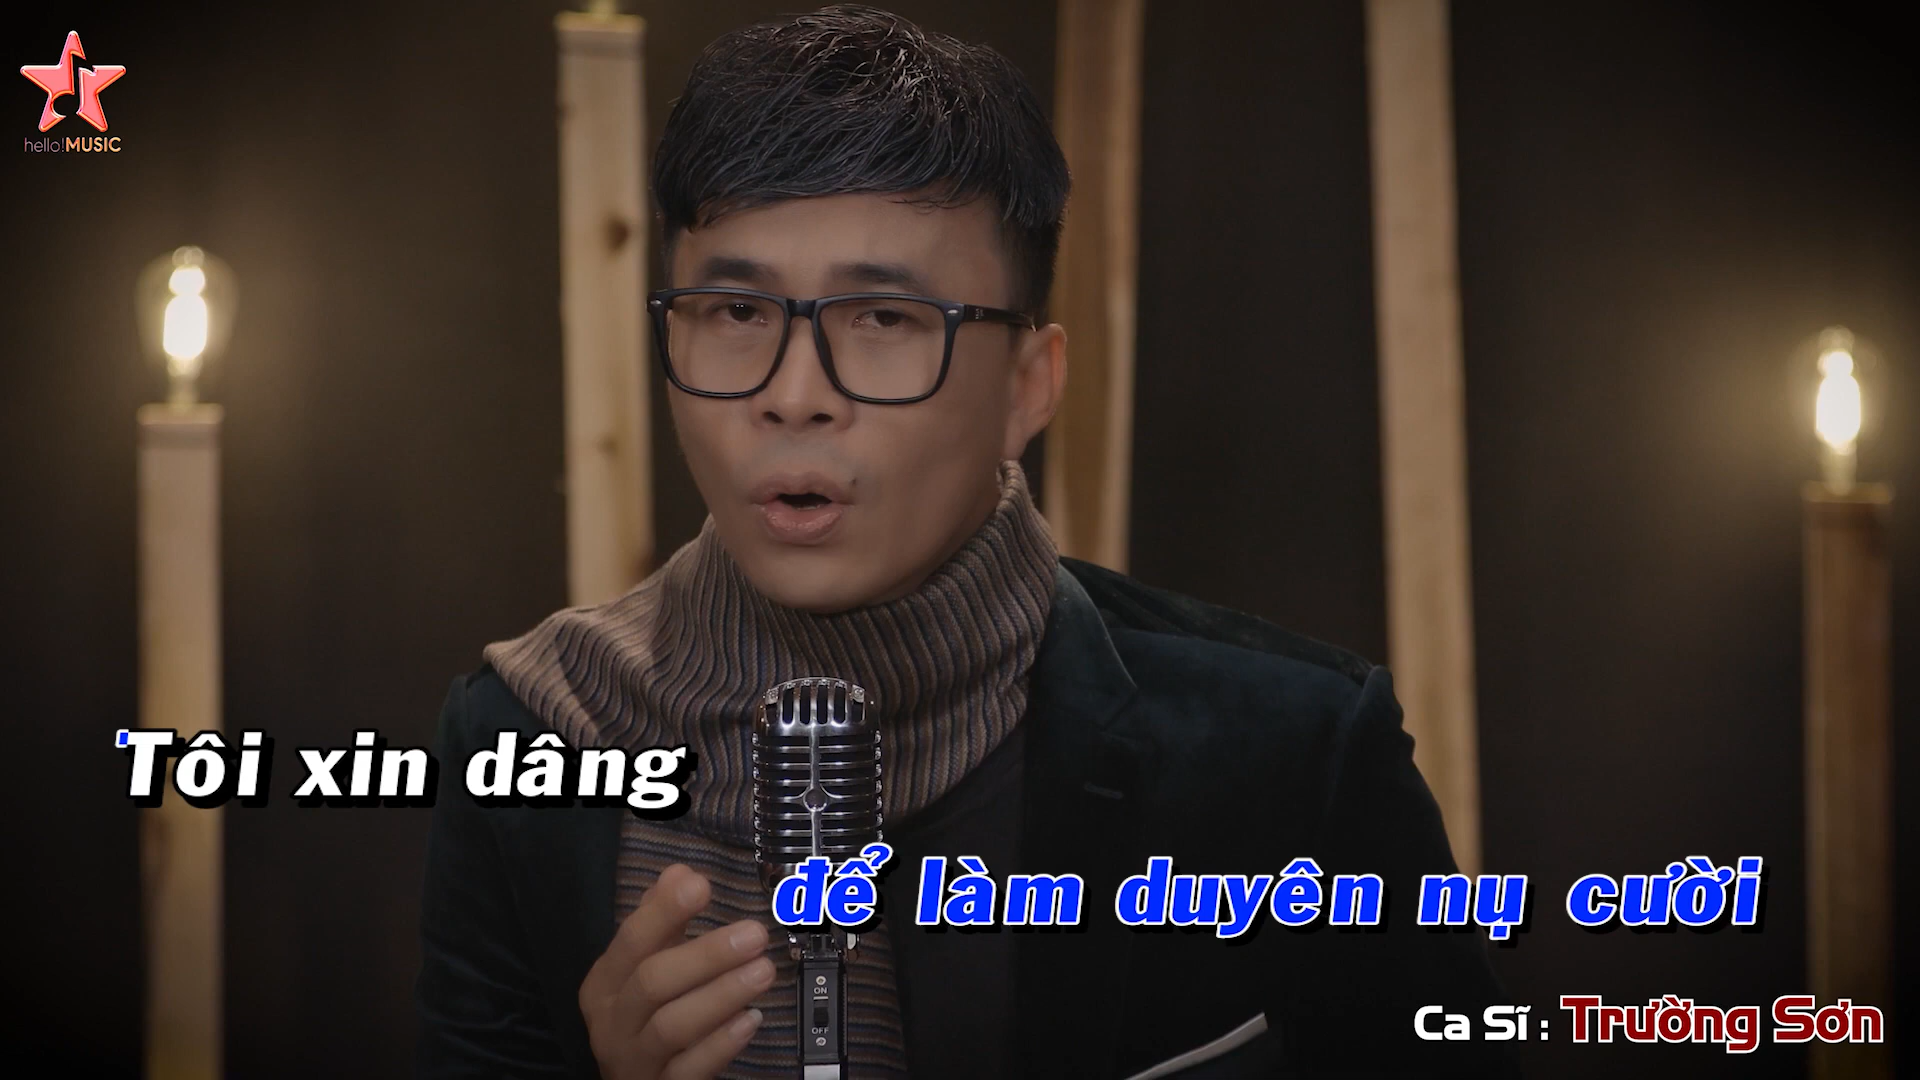 hello!MUSIC
Tôi xin dâng
để làm duyên nụ cười
ON
OFF
Ca Sĩ : Trường Sơn